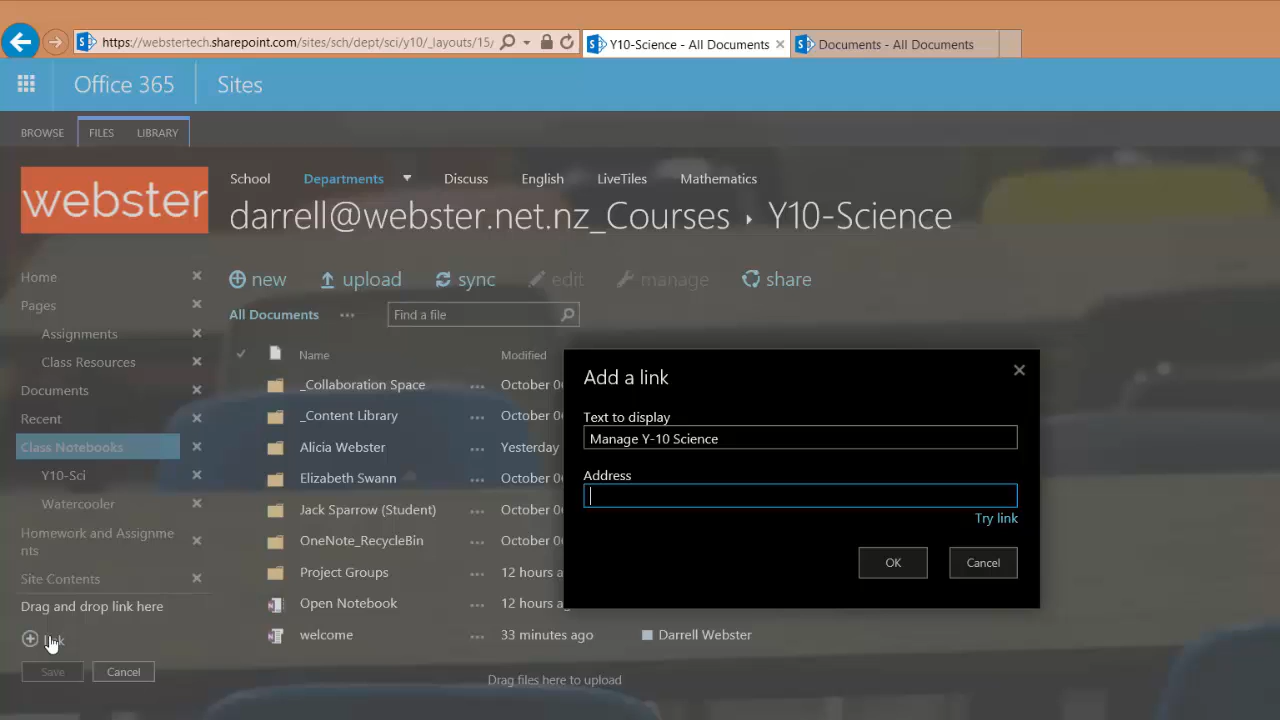 https://webstertech.sharepoint.com/sites/sch/dept/sci/y10/_layouts/15/
Y10-Science - All Documents
Documents - All Documents
Office 365
Sites
BROWSE
FILES
LIBRARY
webster
School
Departments
Discuss
English
LiveTiles
Mathematics
darrell@webster.net.nz_Courses ▸ Y10-Science
Home
Pages
Assignments
Class Resources
Documents
Recent
Class Notebooks
Y10-Sci
Watercooler
Homework and Assignme
nts
Site Contents
Drag and drop link here
Save
Cancel
new
upload
sync
edit
manage
share
All Documents
Find a file
Name
Modified
_Collaboration Space
October
_Content Library
October
Alicia Webster
Yesterday
Elizabeth Swann
October
Jack Sparrow (Student)
October
OneNote_RecycleBin
October
Project Groups
12 hours
Open Notebook
12 hours
welcome
33 minutes ago
Darrell Webster
Drag files here to upload
Add a link
Text to display
Manage Y-10 Science
Address
Try link
OK
Cancel